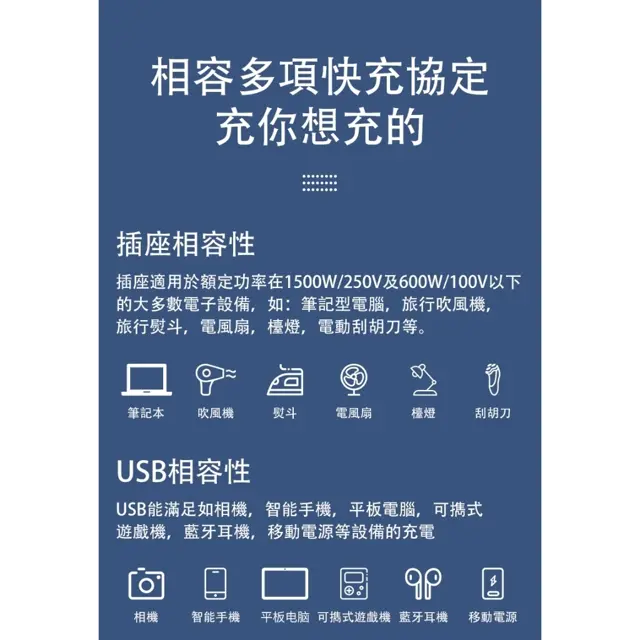 相容多項快充協定
充你想充的
插座相容性
插座適用於額定功率在1500W/250V及600W/100V以下
的大多數電子設備，如：筆記型電腦，旅行吹風機，
旅行熨斗，電風扇，檯燈，電動刮胡刀等。
筆記本 吹風機 熨斗 電風扇 檯燈 刮胡刀
USB相容性
USB能滿足如相機，智能手機，平板電腦，可攜式
遊戲機，藍牙耳機，移動電源等設備的充電
相機 智能手機 平板电脑 可攜式遊戲機 藍牙耳機 移動電源